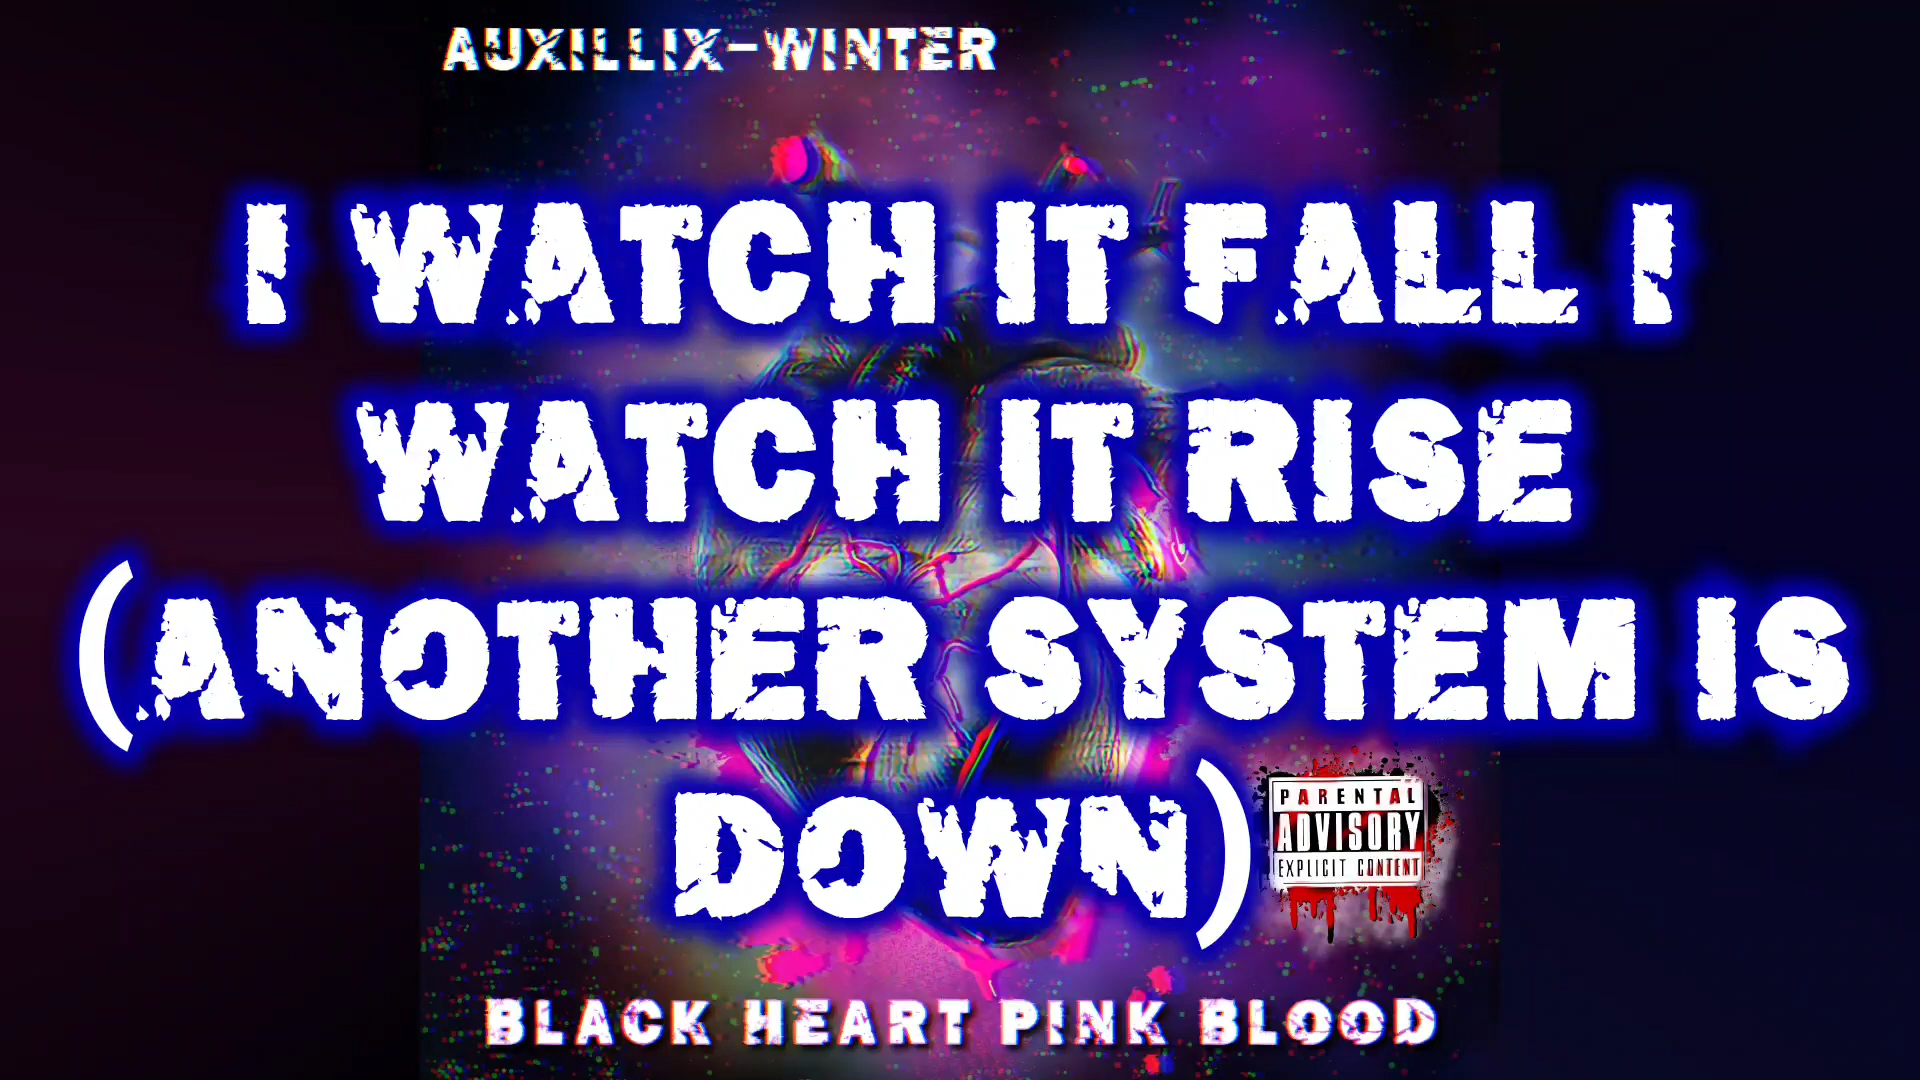 AUXILLIX-WINTER
I WATCH IT FALL I
WATCH IT RISE
(ANOTHER SYSTEM IS
DOWN)
PARENTAL
ADVISORY
EXPLICIT CONTENT
BLACK HEART PINK BLOOD